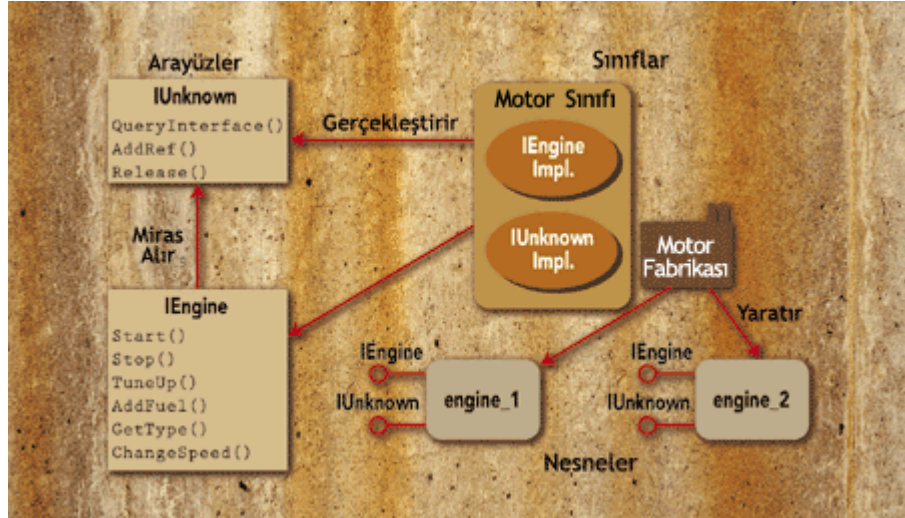 Arayüzler
IUnknown
QueryInterface()
AddRef()
Release()
Gerçekleştirir
Miras
Alır
IEngine
Start()
Stop()
TuneUp()
AddFuel()
GetType()
ChangeSpeed()
Sınıflar
Motor Sınıfı
IEngine
Impl.
IUnknown
Impl.
Motor
Fabrikası
Yaratır
IEngine
IUnknown
engine_1
IEngine
IUnknown
engine_2
Nesneler